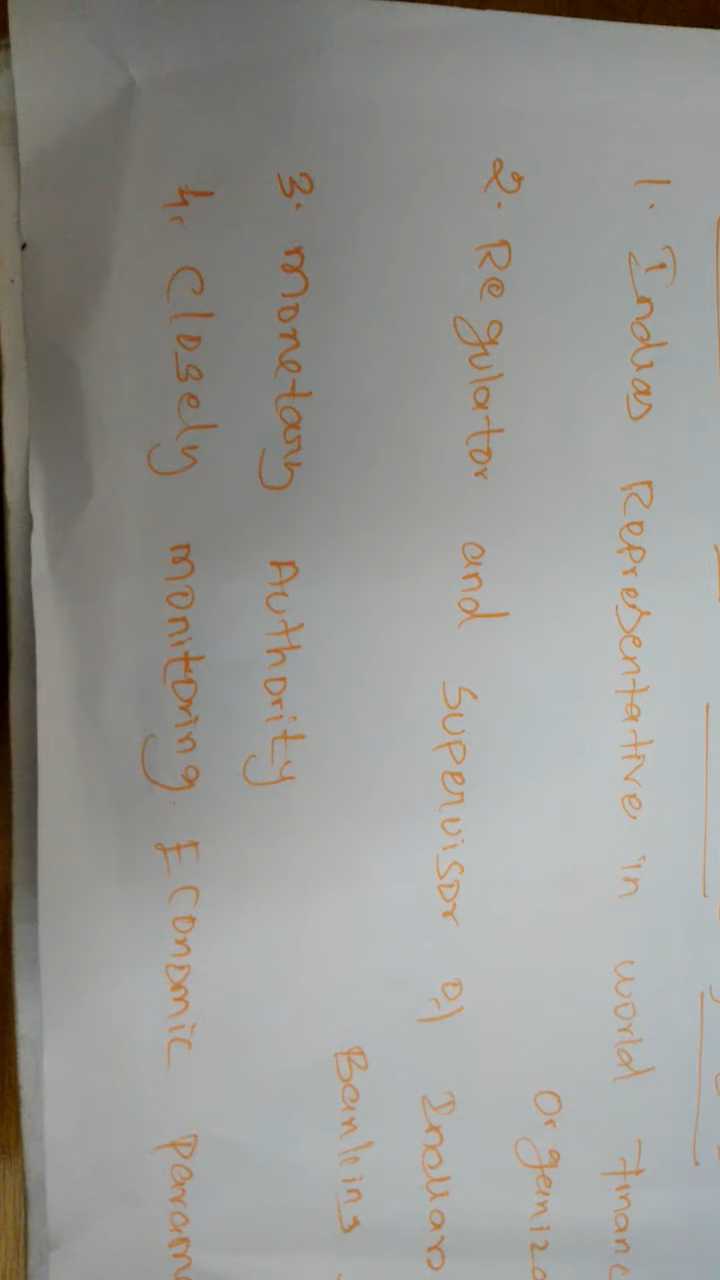 1. Indias Representative in world Financ
Organiza
2. Regulator and Supervisor of Indian
Banking
3. Monetary Authority
4. Closely monitoring Economic param